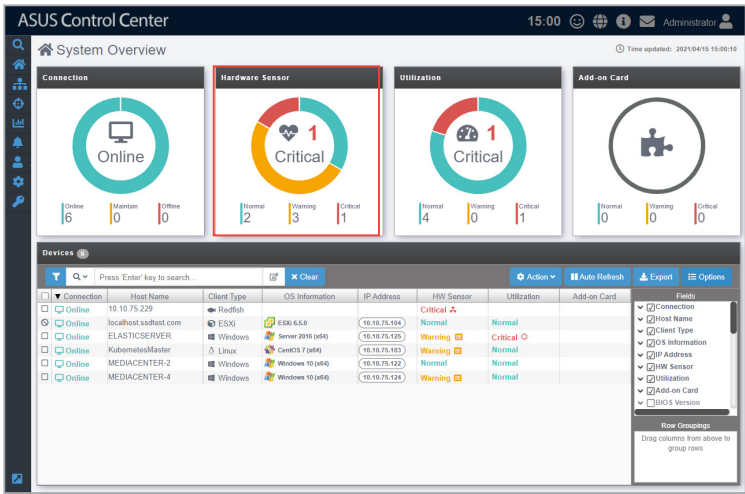 ASUS Control Center
15:00
Administrator
System Overview
Time updated: 2021/04/15 15:00:10
Connection
Online
Online
6
Maintain
0
Offline
0
Hardware Sensor
1
Critical
Normal
2
Warning
3
Critical
1
Utilization
1
Critical
Normal
4
Warning
0
Critical
1
Add-on Card
Normal
0
Warning
0
Critical
0
Devices 6
Press 'Enter' key to search...
Clear
Action
Auto Refresh
Export
Options
Connection Host Name Client Type OS Information IP Address HW Sensor Utilization Add-on Card
Online 10.10.75.229 Redfish Critical
Online localhost.ssdtest.com ESXi ESXi 6.5.0 10.10.75.104 Normal Normal
Online ELASTICSERVER Windows Server 2016 (x64) 10.10.75.125 Warning Critical
Online KubernetesMaster Linux CentOS 7 (x64) 10.10.75.103 Warning Normal
Online MEDIACENTER-2 Windows Windows 10 (x64) 10.10.75.122 Normal Normal
Online MEDIACENTER-4 Windows Windows 10 (x64) 10.10.75.124 Warning Normal
Fields
Connection
Host Name
Client Type
OS Information
IP Address
HW Sensor
Utilization
Add-on Card
BIOS Version
Row Groupings
Drag columns from above to
group rows